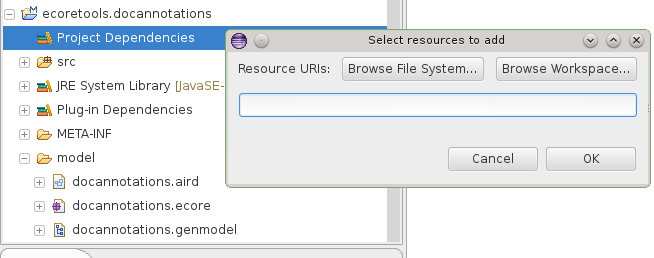 ecoretools.docannotations
Project Dependencies
src
JRE System Library [JavaSE-
Plug-in Dependencies
META-INF
model
docannotations.aird
docannotations.ecore
docannotations.genmodel
Select resources to add
Resource URIs: Browse File System... Browse Workspace...
Cancel OK